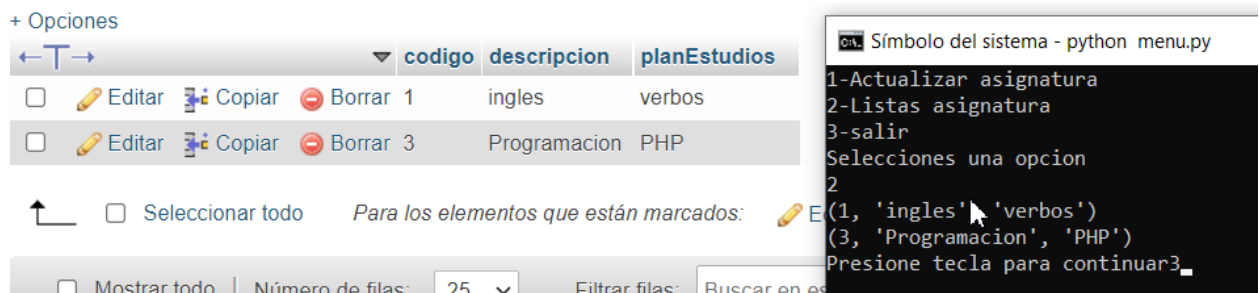 + Opciones
codigo descripcion planEstudios
Editar Copiar Borrar 1 ingles verbos
Editar Copiar Borrar 3 Programacion PHP
Seleccionar todo Para los elementos que están marcados:
Mostrar todo | Número de filas: 25 Filtrar filas: Buscar en
Símbolo del sistema - python menu.py
1-Actualizar asignatura
2-Listas asignatura
3-salir
Selecciones una opcion
2
(1, 'ingles', 'verbos')
(3, 'Programacion', 'PHP')
Presione tecla para continuar3